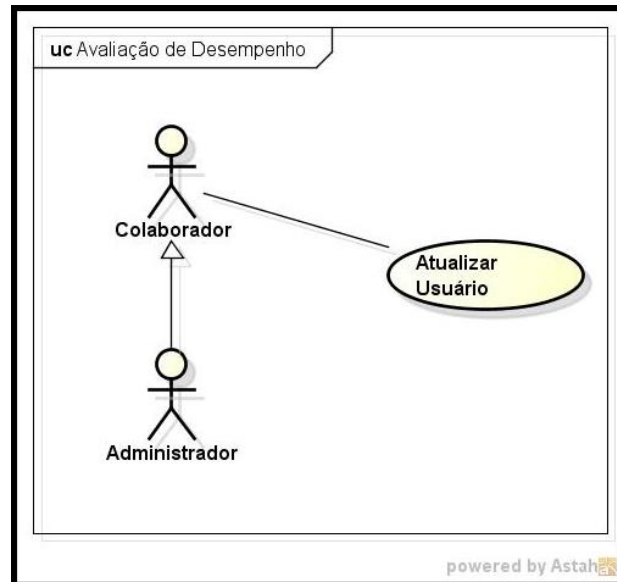 uc Avaliação de Desempenho
Colaborador
Atualizar
Usuário
Administrador
powered by Astah